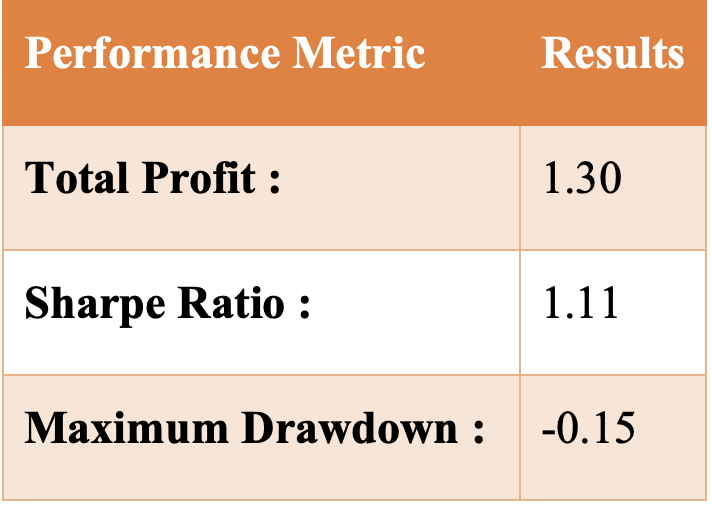 Performance Metric Results
Total Profit : 1.30
Sharpe Ratio : 1.11
Maximum Drawdown : -0.15